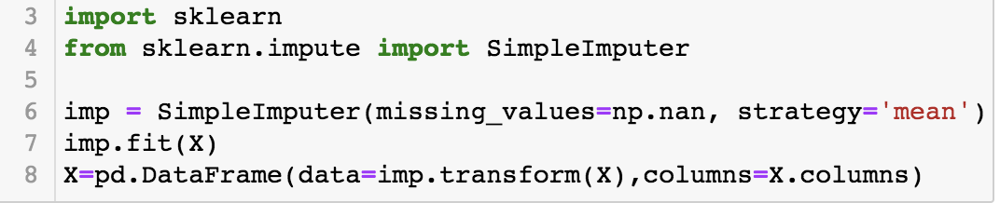 3 import sklearn
4 from sklearn.impute import SimpleImputer
5
6 imp = SimpleImputer(missing_values=np.nan, strategy='mean')
7 imp.fit(X)
8 X=pd.DataFrame(data=imp.transform(X),columns=X.columns)